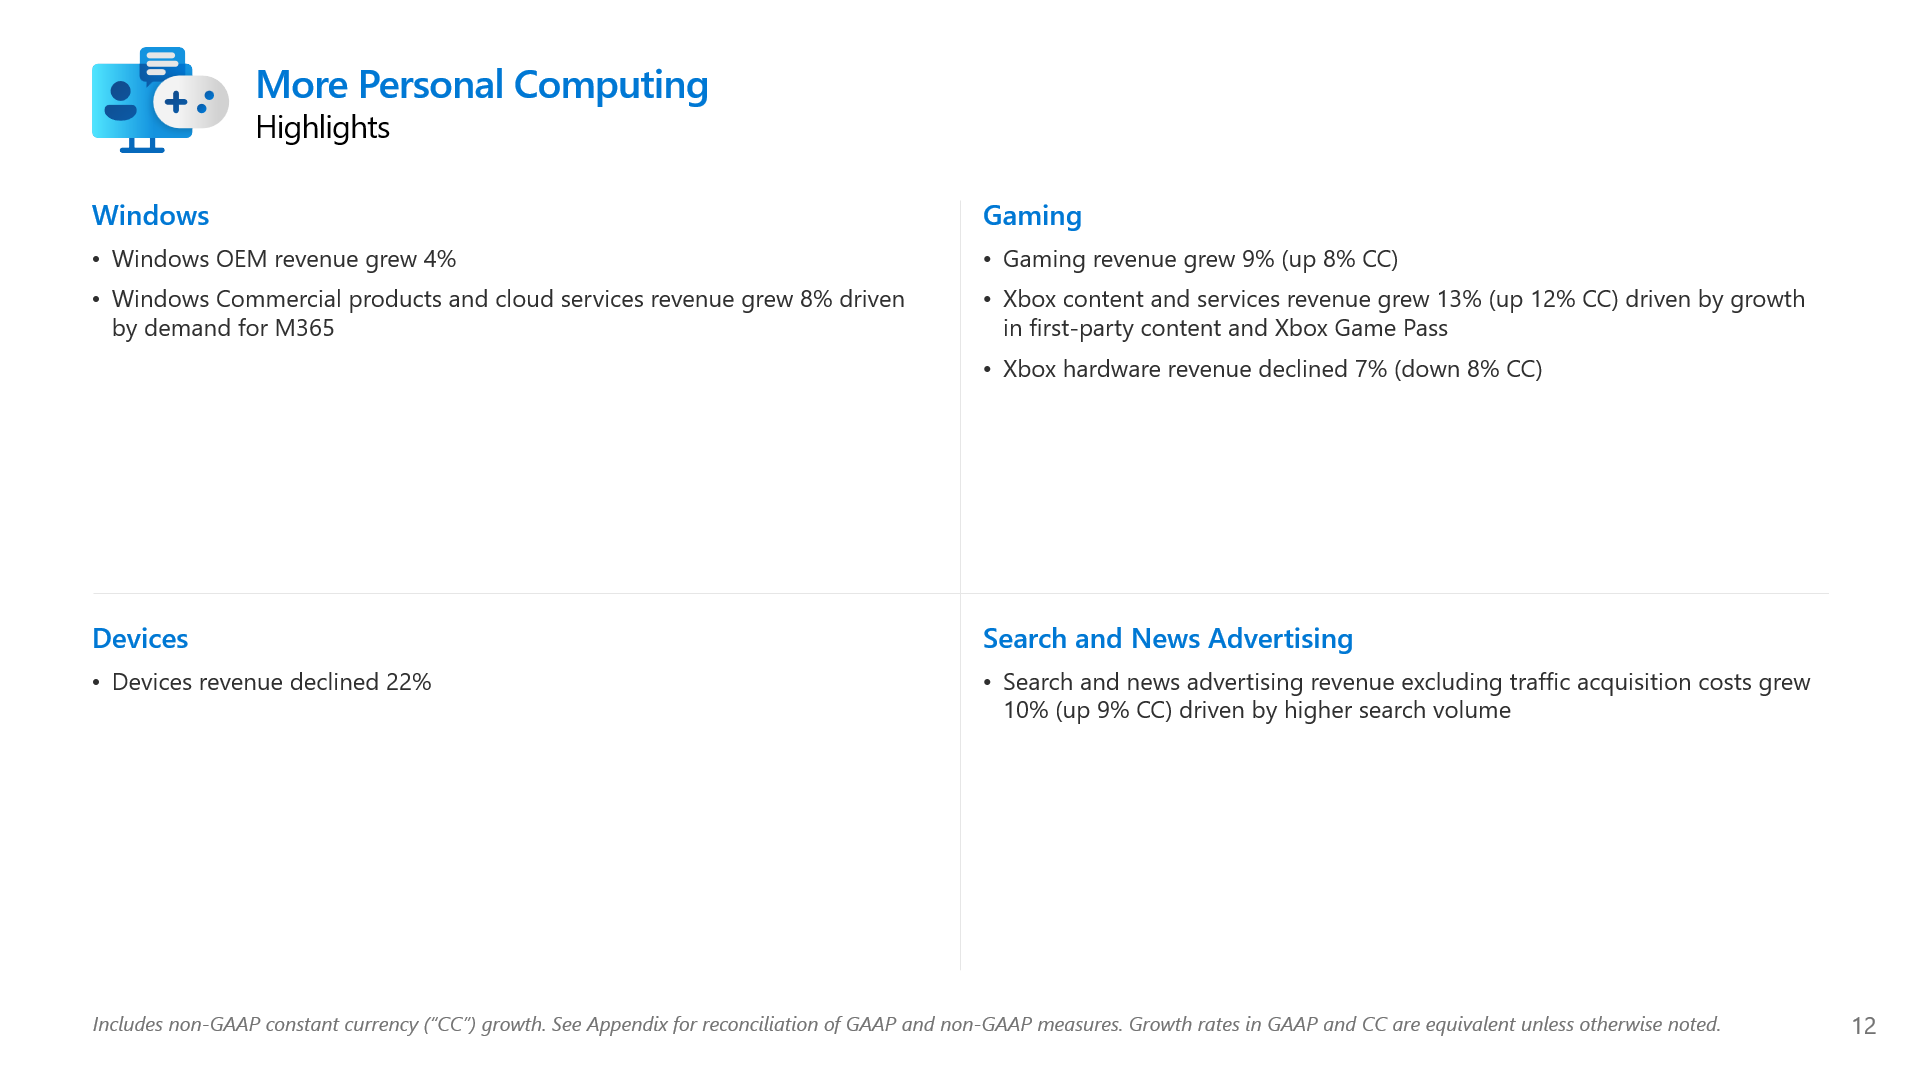 More Personal Computing
Highlights
Windows
• Windows OEM revenue grew 4%
• Windows Commercial products and cloud services revenue grew 8% driven
by demand for M365
Gaming
• Gaming revenue grew 9% (up 8% CC)
• Xbox content and services revenue grew 13% (up 12% CC) driven by growth
in first-party content and Xbox Game Pass
• Xbox hardware revenue declined 7% (down 8% CC)
Devices
• Devices revenue declined 22%
Search and News Advertising
• Search and news advertising revenue excluding traffic acquisition costs grew
10% (up 9% CC) driven by higher search volume
Includes non-GAAP constant currency (“CC”) growth. See Appendix for reconciliation of GAAP and non-GAAP measures. Growth rates in GAAP and CC are equivalent unless otherwise noted.
12